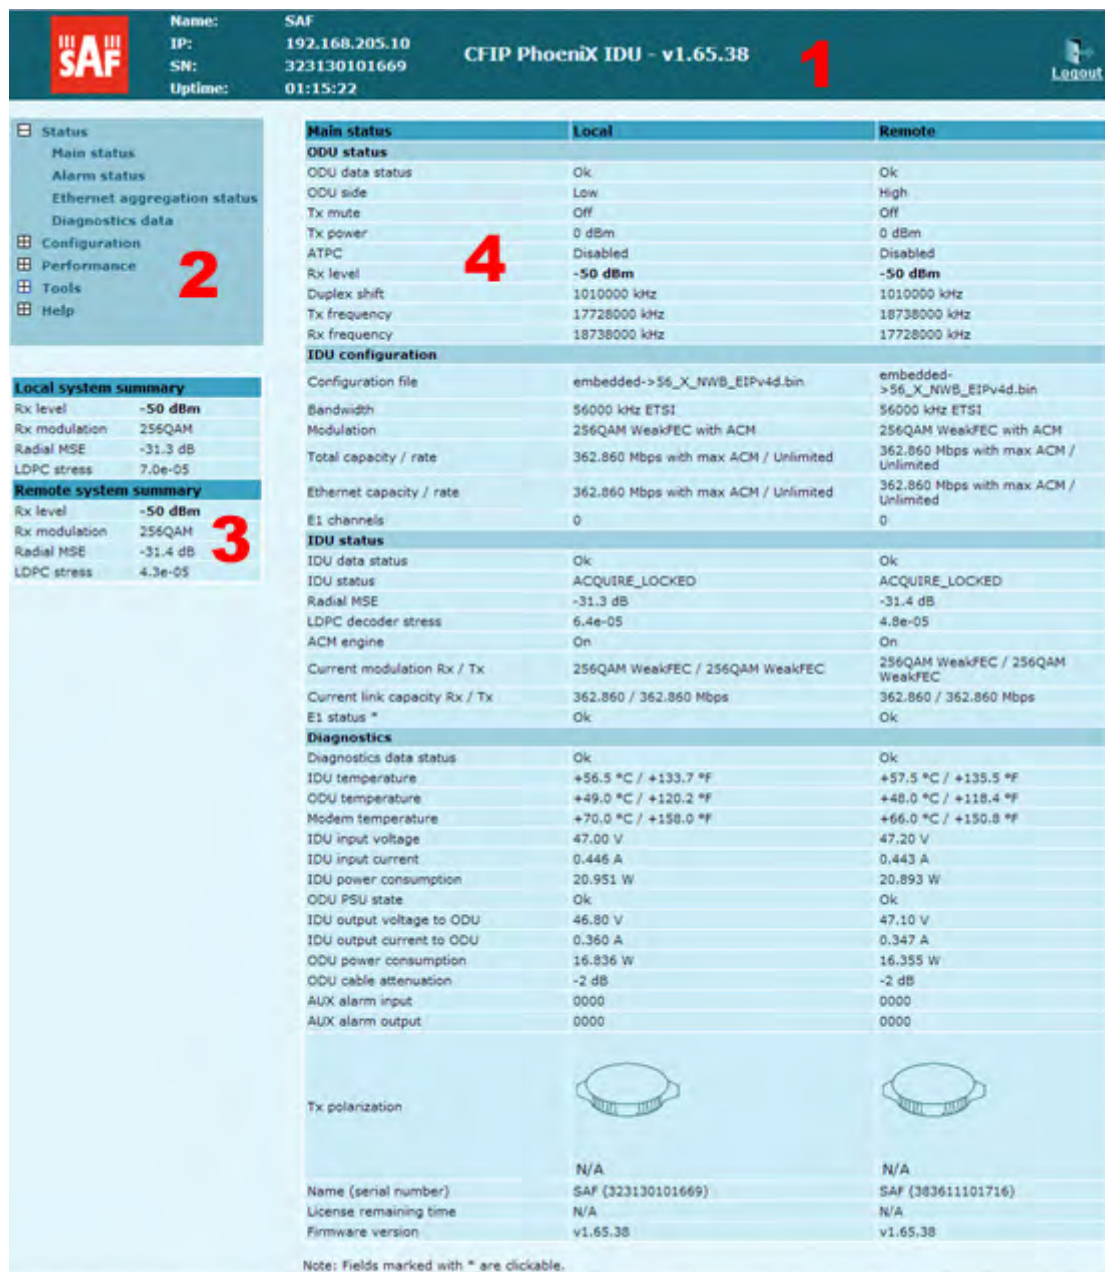 SAF
Name: SAF
IP: 192.168.205.10
SN: 323130101669
Uptime: 01:15:22
CFIP PhoeniX IDU - v1.65.38
1
Logout
Status
Main status
Alarm status
Ethernet aggregation status
Diagnostics data
Configuration
Performance
Tools
Help
2
Local system summary
Rx level -50 dBm
Rx modulation 256QAM
Radial MSE -31.3 dB
LDPC stress 7.0e-05
Remote system summary
Rx level -50 dBm
Rx modulation 256QAM
Radial MSE -31.4 dB
LDPC stress 4.3e-05
3
Main status Local Remote
ODU status
ODU data status Ok Ok
ODU side Low High
Tx mute Off Off
Tx power 0 dBm 0 dBm
ATPC Disabled Disabled
4
Rx level -50 dBm -50 dBm
Duplex shift 1010000 kHz 1010000 kHz
Tx frequency 17728000 kHz 18738000 kHz
Rx frequency 18738000 kHz 17728000 kHz
IDU configuration
Configuration file embedded->56_X_NWB_EIPv4d.bin embedded-
>56_X_NWB_EIPv4d.bin
Bandwidth 56000 kHz ETSI 56000 kHz ETSI
Modulation 256QAM WeakFEC with ACM 256QAM WeakFEC with ACM
Total capacity / rate 362.860 Mbps with max ACM / Unlimited 362.860 Mbps with max ACM /
Unlimited
Ethernet capacity / rate 362.860 Mbps with max ACM / Unlimited 362.860 Mbps with max ACM /
Unlimited
E1 channels 0 0
IDU status
IDU data status Ok Ok
IDU status ACQUIRE_LOCKED ACQUIRE_LOCKED
Radial MSE -31.3 dB -31.4 dB
LDPC decoder stress 6.4e-05 4.8e-05
ACM engine On On
Current modulation Rx / Tx 256QAM WeakFEC / 256QAM WeakFEC 256QAM WeakFEC / 256QAM
WeakFEC
Current link capacity Rx / Tx 362.860 / 362.860 Mbps 362.860 / 362.860 Mbps
E1 status * Ok Ok
Diagnostics
Diagnostics data status Ok Ok
IDU temperature +56.5 °C / +133.7 °F +57.5 °C / +135.5 °F
ODU temperature +49.0 °C / +120.2 °F +48.0 °C / +118.4 °F
Modem temperature +70.0 °C / +158.0 °F +66.0 °C / +150.8 °F
IDU input voltage 47.00 V 47.20 V
IDU input current 0.446 A 0.443 A
IDU power consumption 20.951 W 20.893 W
ODU PSU state Ok Ok
IDU output voltage to ODU 46.80 V 47.10 V
IDU output current to ODU 0.360 A 0.347 A
ODU power consumption 16.836 W 16.355 W
ODU cable attenuation -2 dB -2 dB
AUX alarm input 0000 0000
AUX alarm output 0000 0000
Tx polarization
N/A N/A
Name (serial number) SAF (323130101669) SAF (383611101716)
License remaining time N/A N/A
Firmware version v1.65.38 v1.65.38
Note: Fields marked with * are clickable.